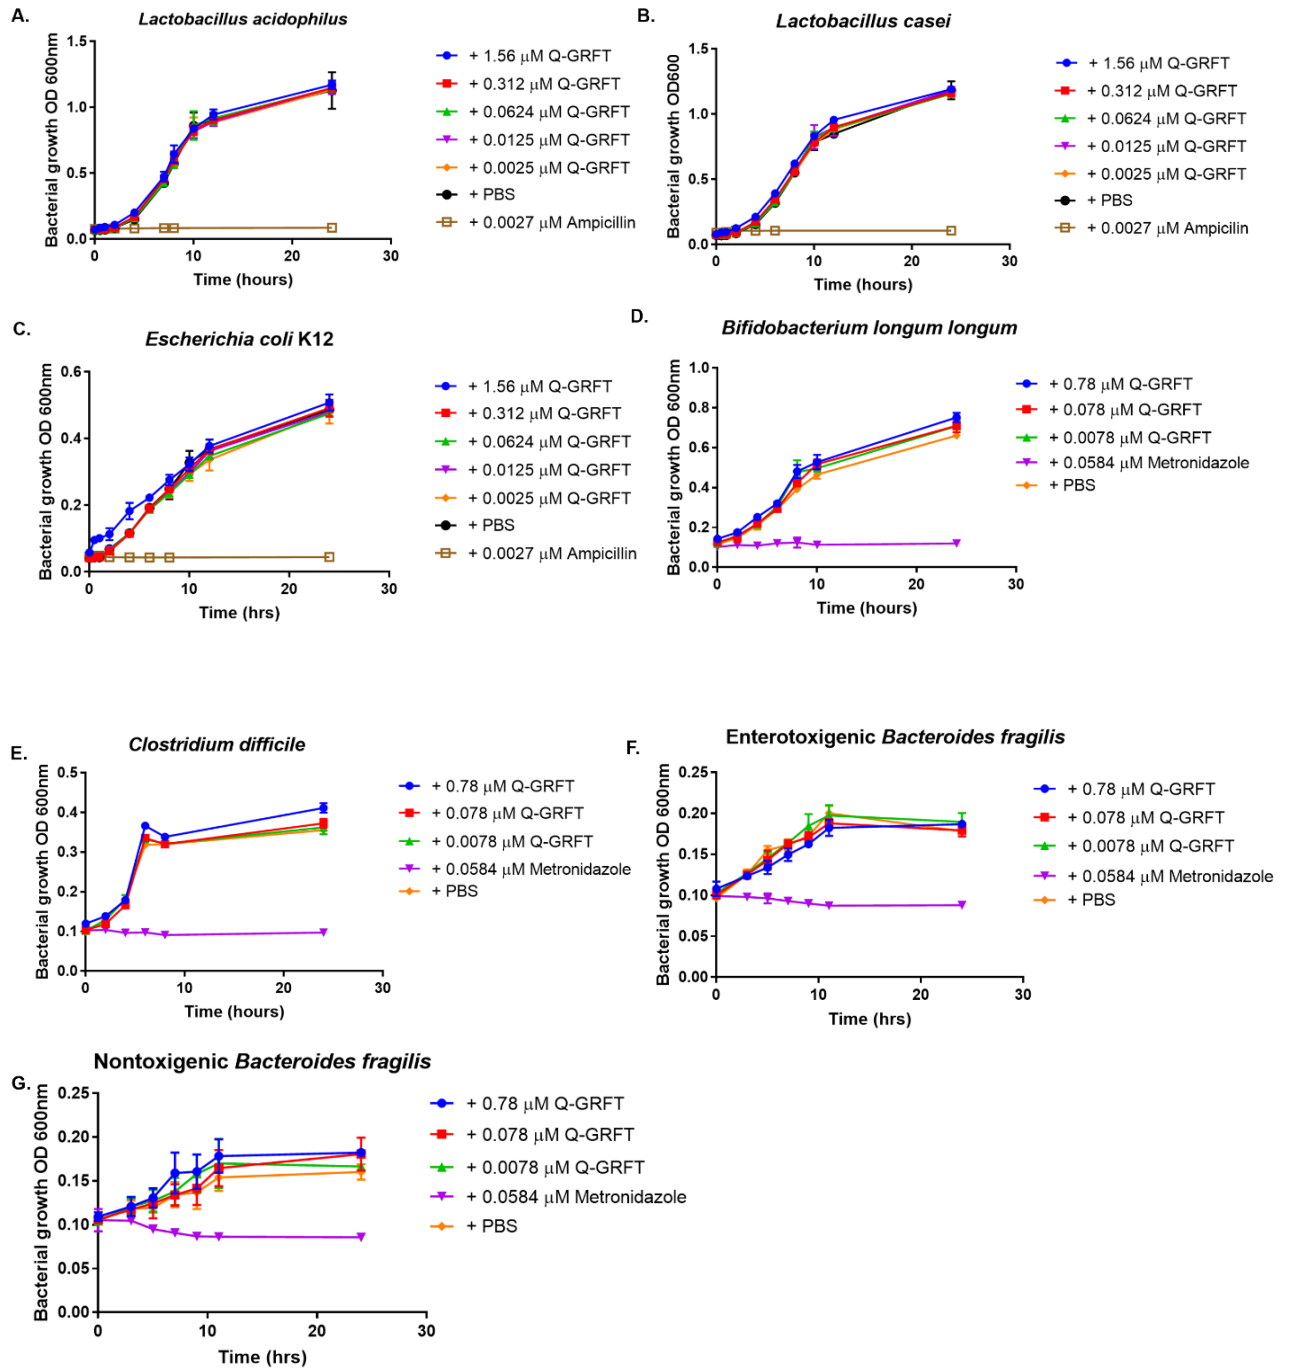 A.
Lactobacillus acidophilus
Bacterial growth OD 600nm
1.5
1.0
0.5
0.0
0
10
20
30
Time (hours)
+ 1.56 μM Q-GRFT
+ 0.312 μM Q-GRFT
+ 0.0624 μM Q-GRFT
+ 0.0125 μM Q-GRFT
+ 0.0025 μM Q-GRFT
+ PBS
+ 0.0027 μM Ampicillin
B.
Lactobacillus casei
Bacterial growth OD600
1.5
1.0
0.5
0.0
0
10
20
30
Time (hours)
+ 1.56 μM Q-GRFT
+ 0.312 μM Q-GRFT
+ 0.0624 μM Q-GRFT
+ 0.0125 μM Q-GRFT
+ 0.0025 μM Q-GRFT
+ PBS
+ 0.0027 μM Ampicilin
C.
Escherichia coli K12
Bacterial growth OD 600nm
0.6
0.4
0.2
0.0
0
10
20
30
Time (hrs)
+ 1.56 μM Q-GRFT
+ 0.312 μM Q-GRFT
+ 0.0624 μM Q-GRFT
+ 0.0125 μM Q-GRFT
+ 0.0025 μM Q-GRFT
+ PBS
+ 0.0027 μM Ampicillin
D.
Bifidobacterium longum longum
Bacterial growth OD 600nm
1.0
0.8
0.6
0.4
0.2
0.0
0
10
20
30
Time (hours)
+ 0.78 μM Q-GRFT
+ 0.078 μM Q-GRFT
+ 0.0078 μM Q-GRFT
+ 0.0584 μM Metronidazole
+ PBS
E.
Clostridium difficile
Bacterial growth OD 600nm
0.5
0.4
0.3
0.2
0.1
0.0
0
10
20
30
Time (hours)
+ 0.78 μM Q-GRFT
+ 0.078 μM Q-GRFT
+ 0.0078 μM Q-GRFT
+ 0.0584 μM Metronidazole
+ PBS
F.
Enterotoxigenic Bacteroides fragilis
Bacterial growth OD 600nm
0.25
0.20
0.15
0.10
0.05
0.00
0
10
20
30
Time (hrs)
+ 0.78 μM Q-GRFT
+ 0.078 μM Q-GRFT
+ 0.0078 μM Q-GRFT
+ 0.0584 μM Metronidazole
+ PBS
G.
Nontoxigenic Bacteroides fragilis
Bacterial growth OD 600nm
0.25
0.20
0.15
0.10
0.05
0.00
0
10
20
30
Time (hrs)
+ 0.78 μM Q-GRFT
+ 0.078 μM Q-GRFT
+ 0.0078 μM Q-GRFT
+ 0.0584 μM Metronidazole
+ PBS